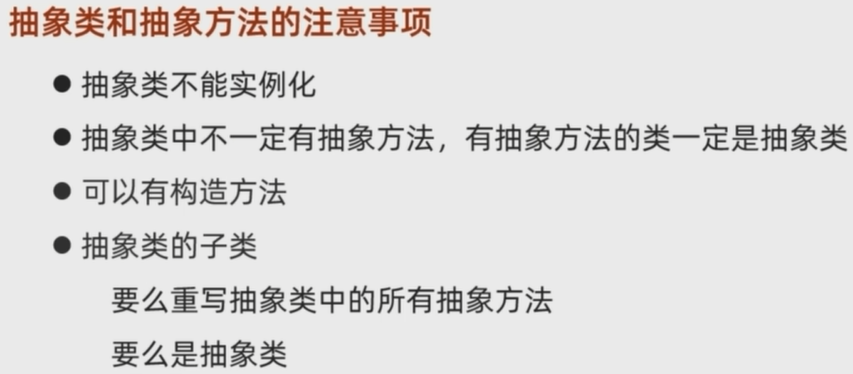 抽象类和抽象方法的注意事项
● 抽象类不能实例化
● 抽象类中不一定有抽象方法，有抽象方法的类一定是抽象类
● 可以有构造方法
● 抽象类的子类
要么重写抽象类中的所有抽象方法
要么是抽象类